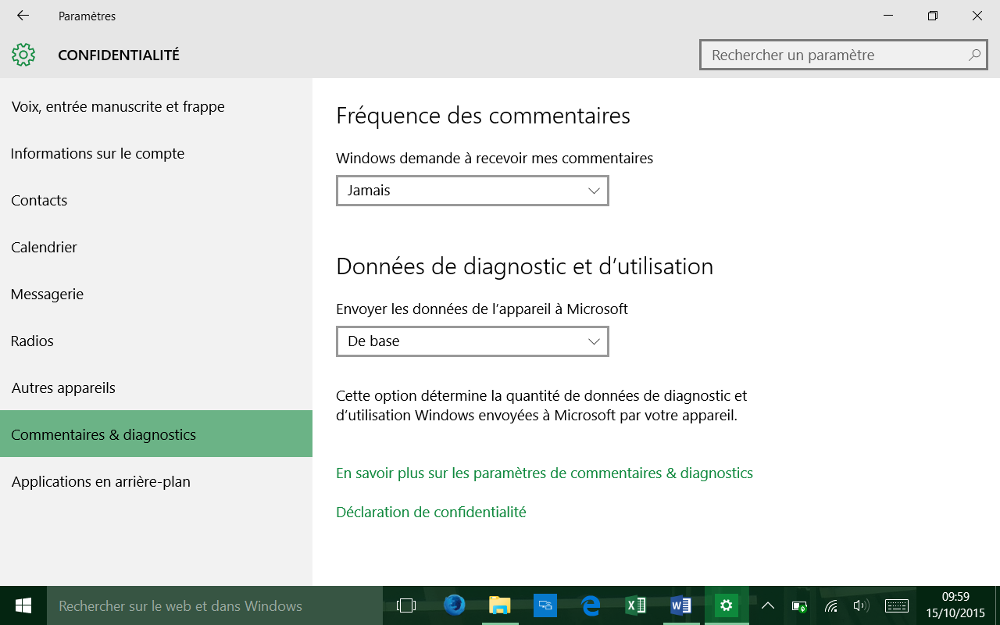 Paramètres
CONFIDENTIALITÉ
Rechercher un paramètre
Voix, entrée manuscrite et frappe
Informations sur le compte
Contacts
Calendrier
Messagerie
Radios
Autres appareils
Commentaires & diagnostics
Applications en arrière-plan
Fréquence des commentaires
Windows demande à recevoir mes commentaires
Jamais
Données de diagnostic et d’utilisation
Envoyer les données de l’appareil à Microsoft
De base
Cette option détermine la quantité de données de diagnostic et
d’utilisation Windows envoyées à Microsoft par votre appareil.
En savoir plus sur les paramètres de commentaires & diagnostics
Déclaration de confidentialité
Rechercher sur le web et dans Windows
09:59
15/10/2015